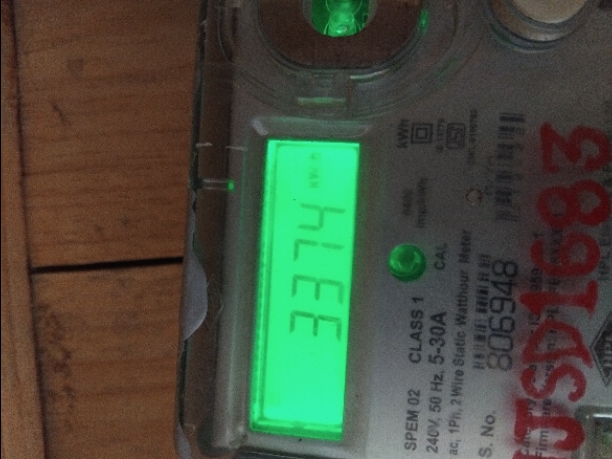 3374
kWh
imp/kWh
CAL
SPEM 02 CLASS 1
240V, 50 Hz, 5-30A
ac, 1Ph, 2 Wire Static Watthour Meter
S. No. 806948
TSD1683